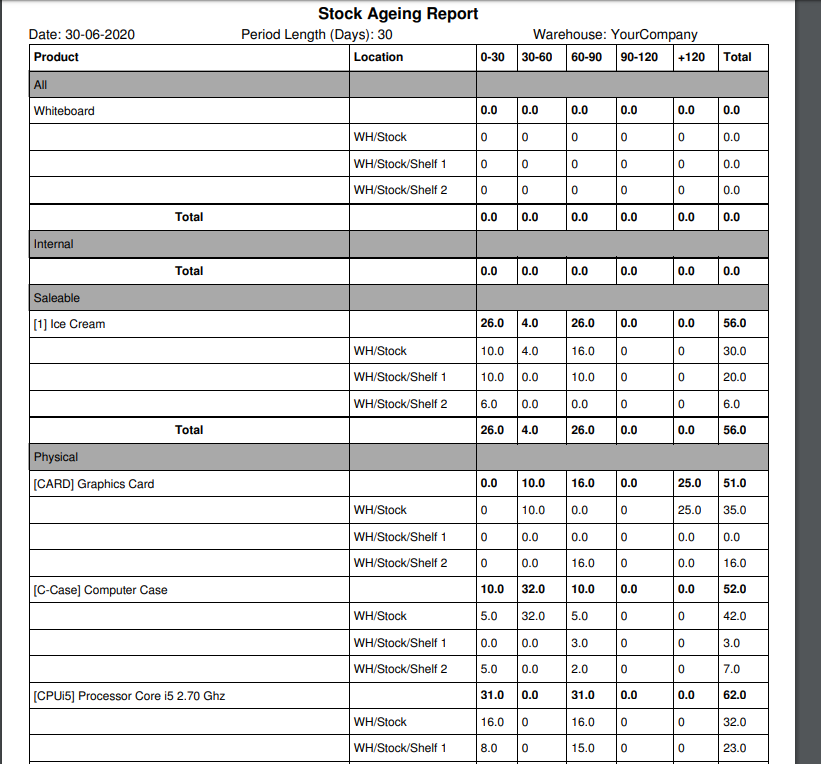 Stock Ageing Report
Date: 30-06-2020 Period Length (Days): 30 Warehouse: YourCompany
Product Location 0-30 30-60 60-90 90-120 +120 Total
All
Whiteboard 0.0 0.0 0.0 0.0 0.0 0.0
WH/Stock 0 0 0 0 0 0.0
WH/Stock/Shelf 1 0 0 0 0 0 0.0
WH/Stock/Shelf 2 0 0 0 0 0 0.0
Total 0.0 0.0 0.0 0.0 0.0 0.0
Internal
Total 0.0 0.0 0.0 0.0 0.0 0.0
Saleable
[1] Ice Cream 26.0 4.0 26.0 0.0 0.0 56.0
WH/Stock 10.0 4.0 16.0 0 0 30.0
WH/Stock/Shelf 1 10.0 0.0 10.0 0 0 20.0
WH/Stock/Shelf 2 6.0 0.0 0.0 0 0 6.0
Total 26.0 4.0 26.0 0.0 0.0 56.0
Physical
[CARD] Graphics Card 0.0 10.0 16.0 0.0 25.0 51.0
WH/Stock 0 10.0 0.0 0 25.0 35.0
WH/Stock/Shelf 1 0 0.0 0.0 0 0.0 0.0
WH/Stock/Shelf 2 0 0.0 16.0 0 0.0 16.0
[C-Case] Computer Case 10.0 32.0 10.0 0.0 0.0 52.0
WH/Stock 5.0 32.0 5.0 0 0 42.0
WH/Stock/Shelf 1 0.0 0.0 3.0 0 0 3.0
WH/Stock/Shelf 2 5.0 0.0 2.0 0 0 7.0
[CPUi5] Processor Core i5 2.70 Ghz 31.0 0.0 31.0 0.0 0.0 62.0
WH/Stock 16.0 0 16.0 0 0 32.0
WH/Stock/Shelf 1 8.0 0 15.0 0 0 23.0